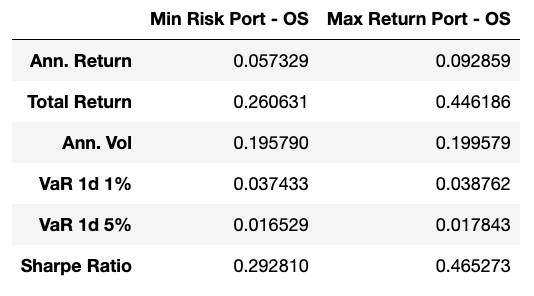 Min Risk Port - OS Max Return Port - OS
Ann. Return 0.057329 0.092859
Total Return 0.260631 0.446186
Ann. Vol 0.195790 0.199579
VaR 1d 1% 0.037433 0.038762
VaR 1d 5% 0.016529 0.017843
Sharpe Ratio 0.292810 0.465273